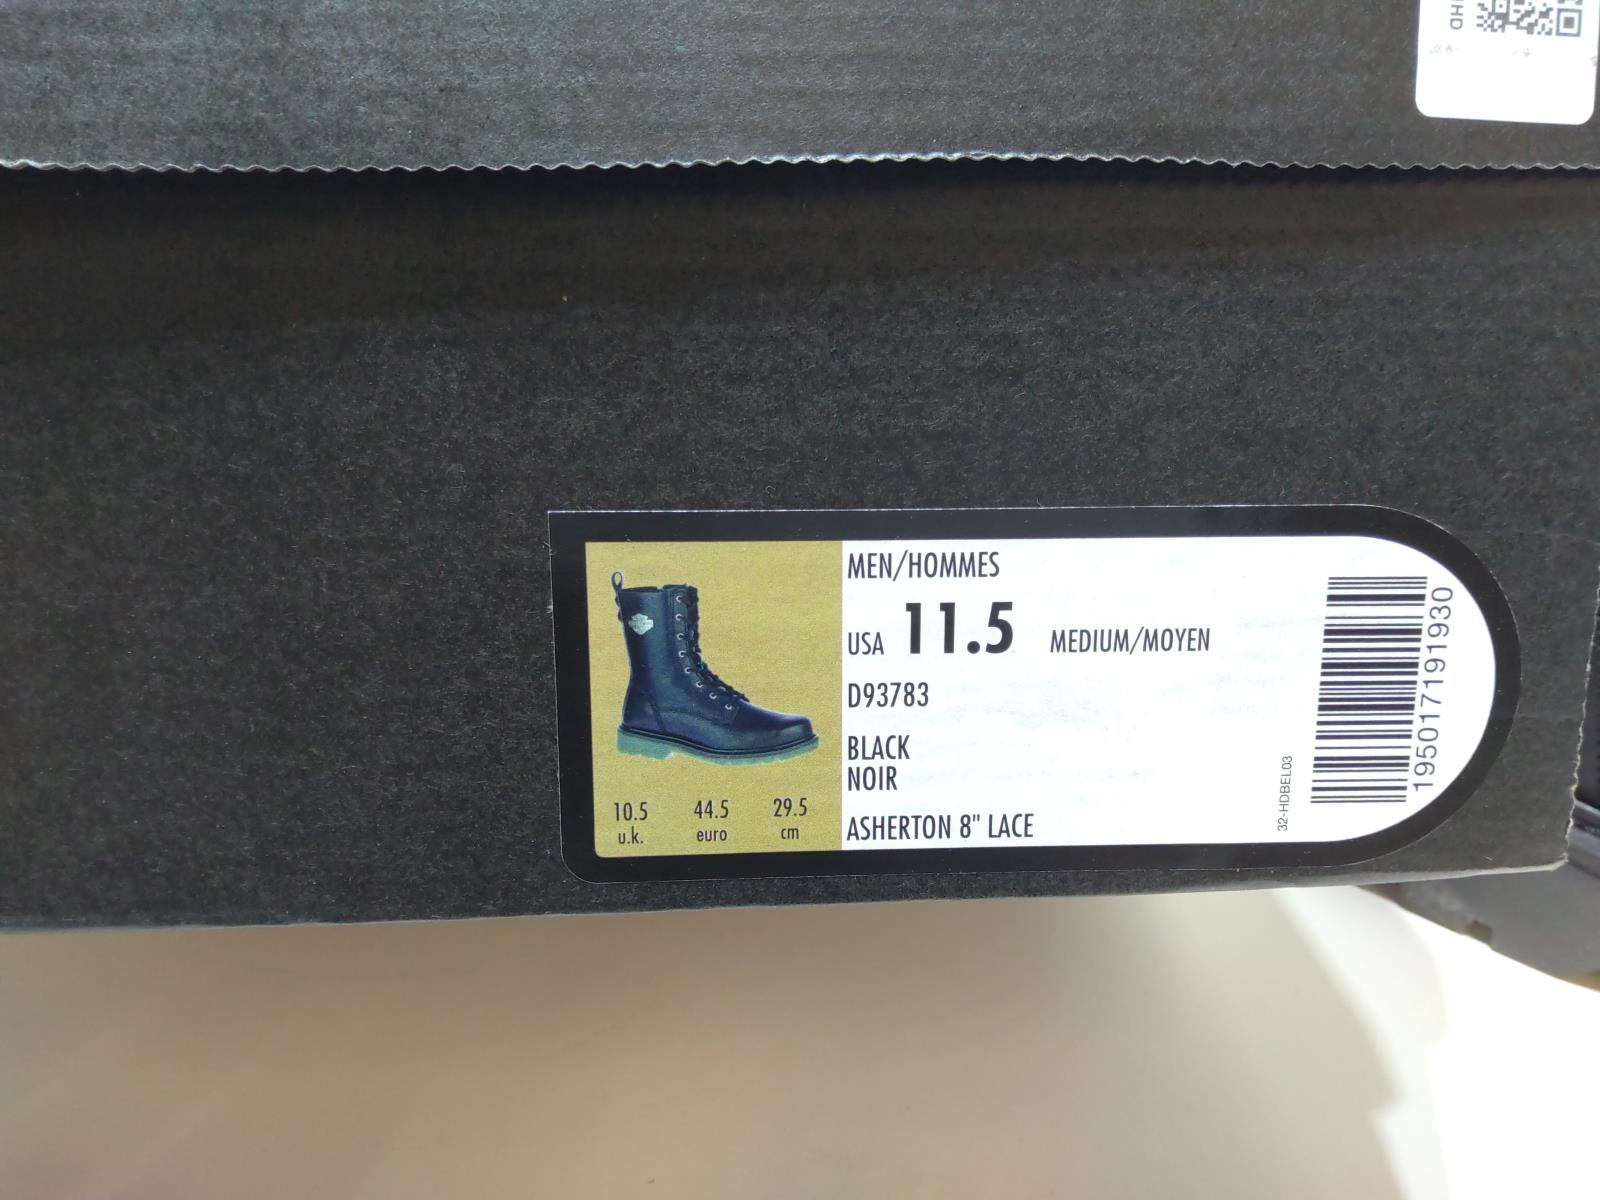 HD
MEN/HOMMES
USA 11.5 MEDIUM/MOYEN
D93783
BLACK
NOIR
ASHERTON 8" LACE
10.5 44.5 29.5
u.k. euro cm
32-HDBEL03
195017191930